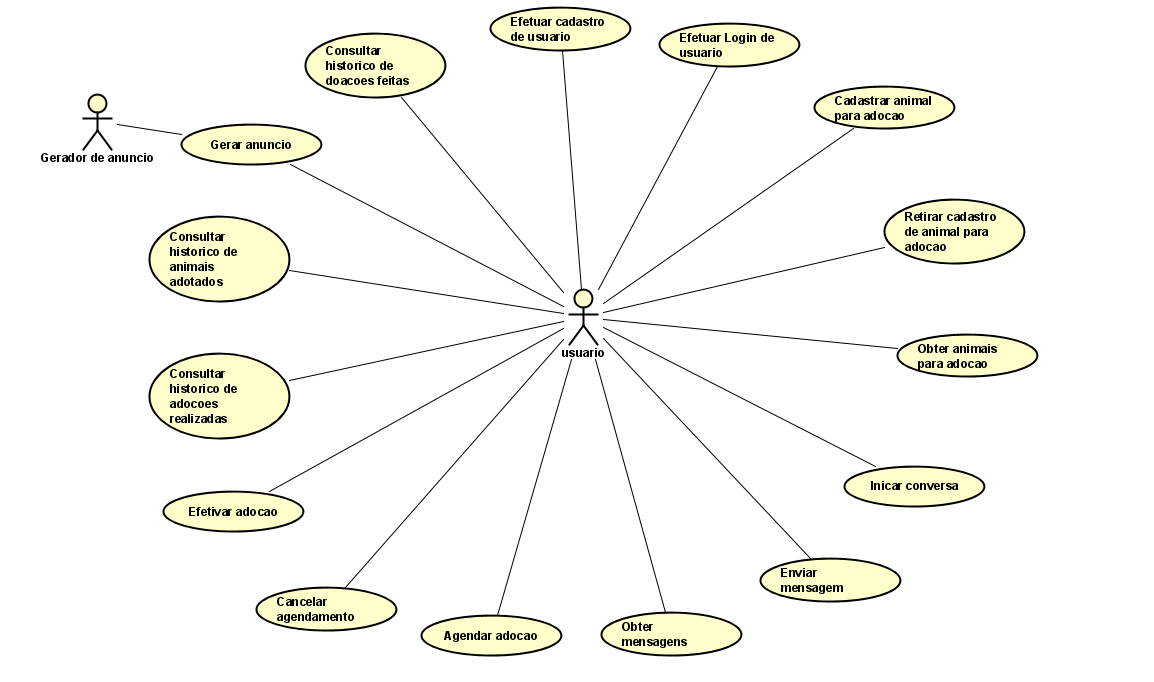 Efetuar cadastro
de usuario
Efetuar Login de
usuario
Consultar
historico de
doacoes feitas
Cadastrar animal
para adocao
Gerador de anuncio
Gerar anuncio
Retirar cadastro
de animal para
adocao
Consultar
historico de
animais
adotados
usuario
Obter animais
para adocao
Consultar
historico de
adocoes
realizadas
Inicar conversa
Efetivar adocao
Enviar
mensagem
Cancelar
agendamento
Agendar adocao
Obter
mensagens